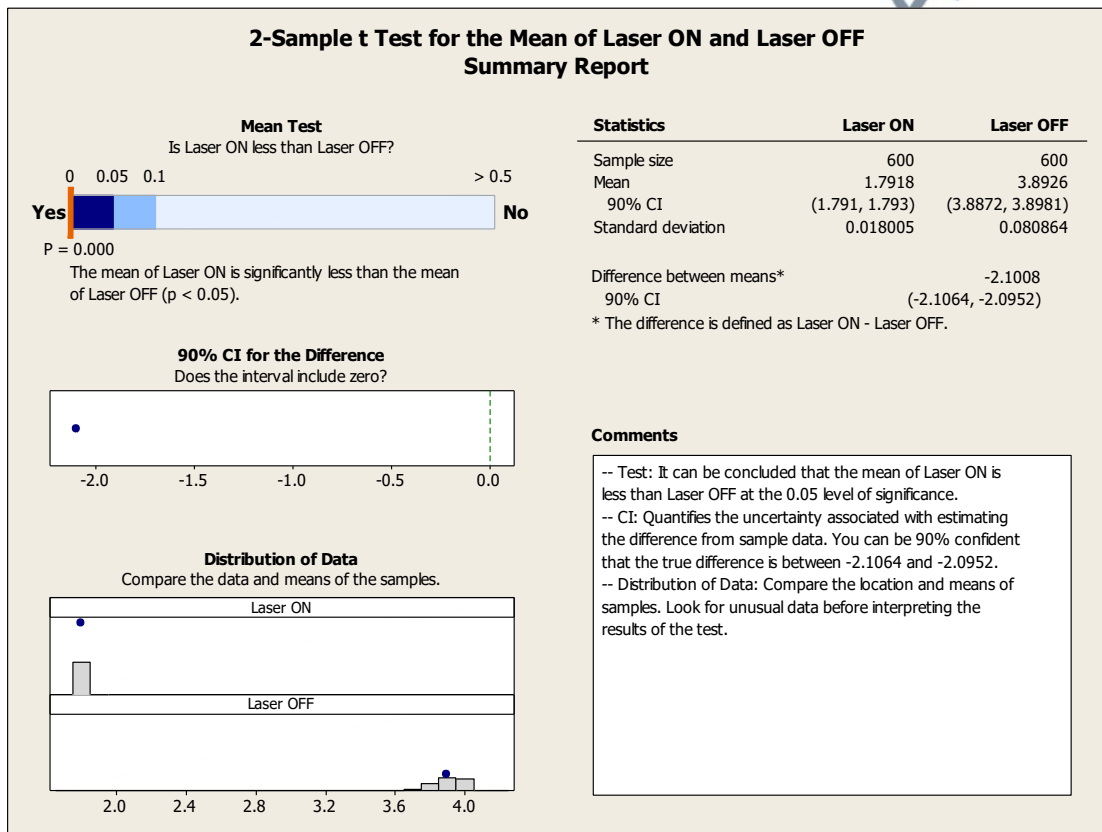 2-Sample t Test for the Mean of Laser ON and Laser OFF
Summary Report
Mean Test
Is Laser ON less than Laser OFF?
0 0.05 0.1 > 0.5
Yes No
P = 0.000
The mean of Laser ON is significantly less than the mean
of Laser OFF (p < 0.05).
90% CI for the Difference
Does the interval include zero?
-2.0 -1.5 -1.0 -0.5 0.0
Distribution of Data
Compare the data and means of the samples.
Laser ON
Laser OFF
2.0 2.4 2.8 3.2 3.6 4.0
Statistics Laser ON Laser OFF
Sample size 600 600
Mean 1.7918 3.8926
90% CI (1.791, 1.793) (3.8872, 3.8981)
Standard deviation 0.018005 0.080864
Difference between means* -2.1008
90% CI (-2.1064, -2.0952)
* The difference is defined as Laser ON - Laser OFF.
Comments
-- Test: It can be concluded that the mean of Laser ON is
less than Laser OFF at the 0.05 level of significance.
-- CI: Quantifies the uncertainty associated with estimating
the difference from sample data. You can be 90% confident
that the true difference is between -2.1064 and -2.0952.
-- Distribution of Data: Compare the location and means of
samples. Look for unusual data before interpreting the
results of the test.